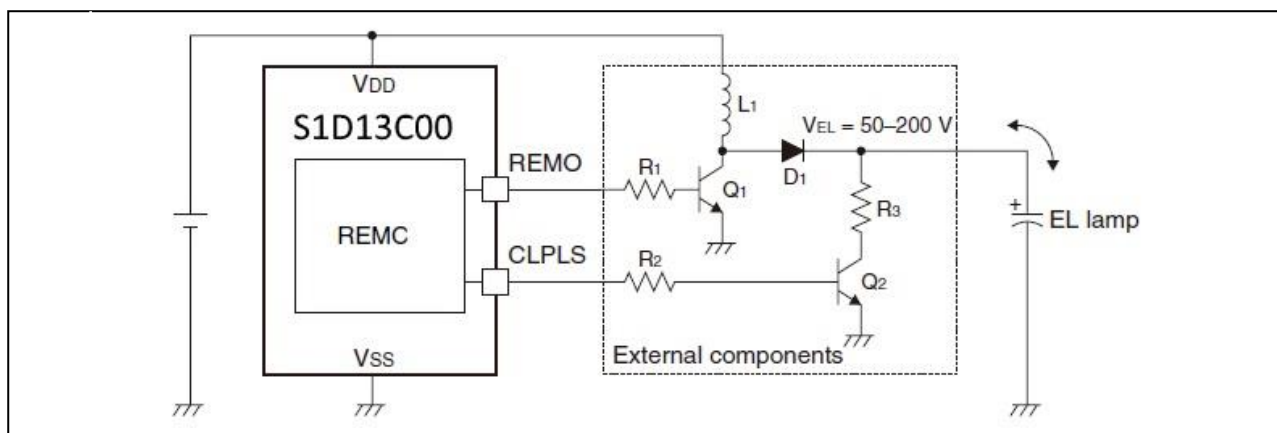 VDD
S1D13C00
REMC
REMO
CLPLS
VSS
R1
R2
L1
Q1
D1
VEL = 50–200 V
R3
Q2
External components
+
EL lamp